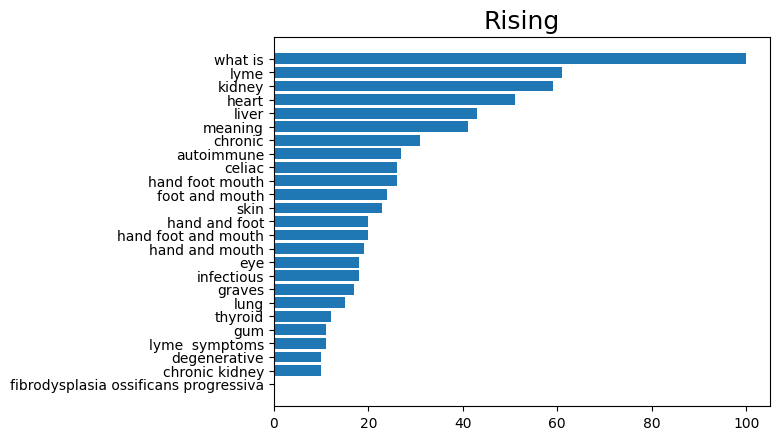 Rising
what is
lyme
kidney
heart
liver
meaning
chronic
autoimmune
celiac
hand foot mouth
foot and mouth
skin
hand and foot
hand foot and mouth
hand and mouth
eye
infectious
graves
lung
thyroid
gum
lyme  symptoms
degenerative
chronic kidney
fibrodysplasia ossificans progressiva
0 20 40 60 80 100